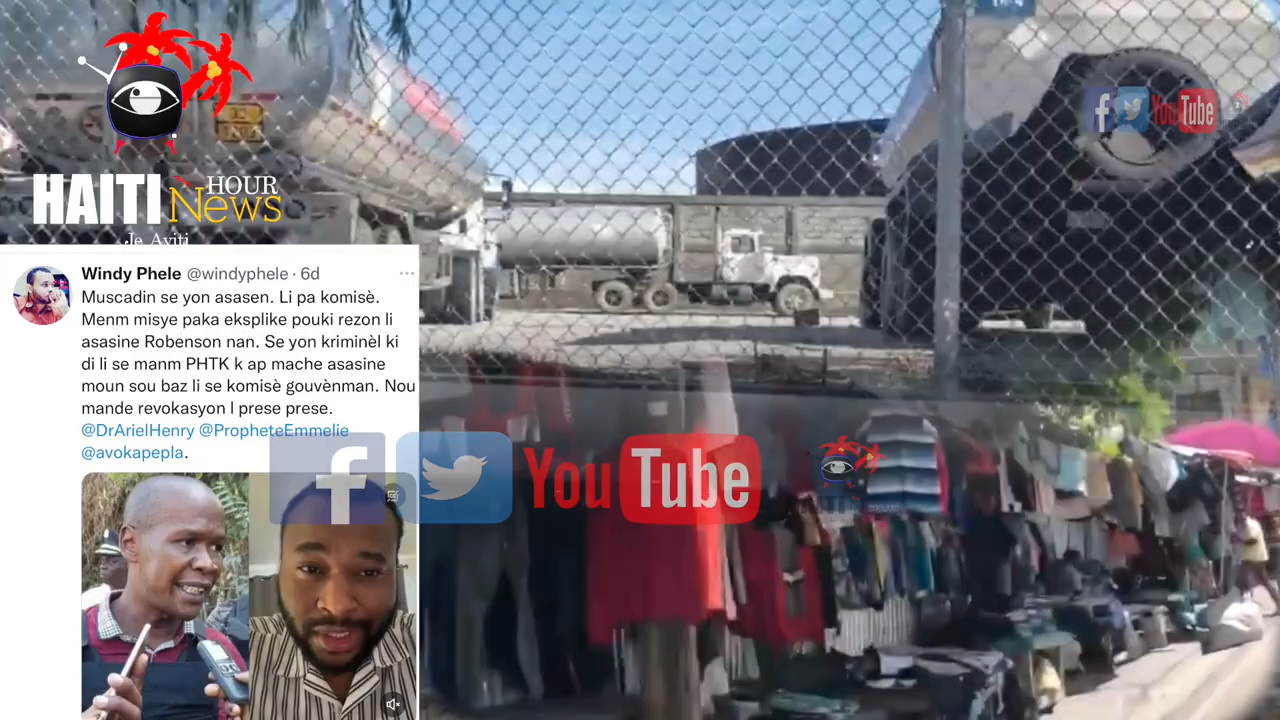 HAITI HOUR
News
Je Ayiti
Windy Phele @windyphele · 6d
Muscadin se yon asasen. Li pa komisè.
Menm misye paka eksplike pouki rezon li
asasine Robenson nan. Se yon kriminèl ki
di li se manm PHTK k ap mache asasine
moun sou baz li se komisè gouvènman. Nou
mande revokasyon l prese prese.
@DrArielHenry @PropheteEmmelie
@avokapepla.
f YouTube
f YouTube